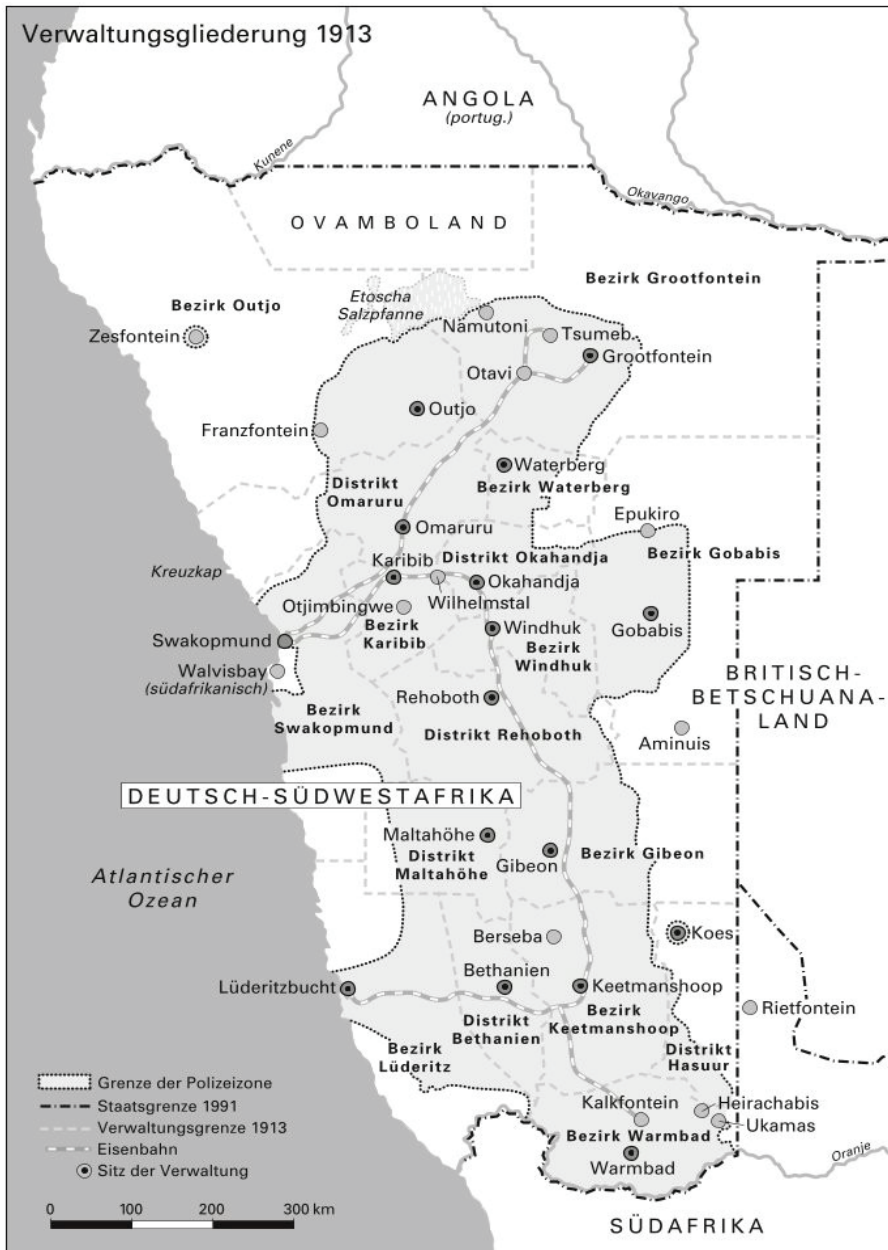 Verwaltungsgliederung 1913
ANGOLA
(portug.)
Kunene
Okavango
OVAMBOLAND
Bezirk Grootfontein
Bezirk Outjo
Etoscha
Salzpfanne
Zesfontein
Namutoni
Tsumeb
Grootfontein
Otavi
Outjo
Franzfontein
Waterberg
Distrikt
Omaruru
Bezirk Waterberg
Epukiro
Omaruru
Karibib
Distrikt Okahandja
Bezirk Gobabis
Kreuzkap
Okahandja
Otjimbingwe
Wilhelmstal
Bezirk
Karibib
Swakopmund
Windhuk
Gobabis
Bezirk
Windhuk
Walvisbay
(südafrikanisch)
BRITISCH-
BETSCHUANA-
LAND
Rehoboth
Bezirk
Swakopmund
Distrikt Rehoboth
Aminuis
DEUTSCH-SÜDWESTAFRIKA
Maltahöhe
Distrikt
Maltahöhe
Gibeon
Bezirk Gibeon
Atlantischer
Ozean
Berseba
Koes
Lüderitzbucht
Bethanien
Keetmanshoop
Rietfontein
Distrikt
Bethanien
Bezirk
Keetmanshoop
Bezirk
Lüderitz
Distrikt
Hasuur
Grenze der Polizeizone
Staatsgrenze 1991
Verwaltungsgrenze 1913
Eisenbahn
Sitz der Verwaltung
Kalkfontein
Heirachabis
Ukamas
Bezirk Warmbad
Warmbad
Oranje
0 100 200 300 km
SÜDAFRIKA